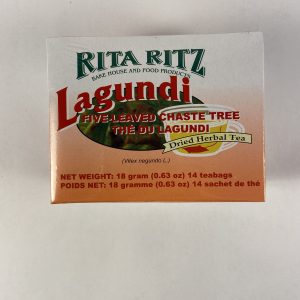 RITA RITZ
BAKE HOUSE AND FOOD PRODUCTS
Lagundi
FIVE-LEAVED CHASTE TREE
THÉ DU LAGUNDI
Dried Herbal Tea
(Vitex negundo L.)
NET WEIGHT: 18 gram (0.63 oz) 14 teabags
POIDS NET: 18 gramme (0.63 oz) 14 sachet de thé